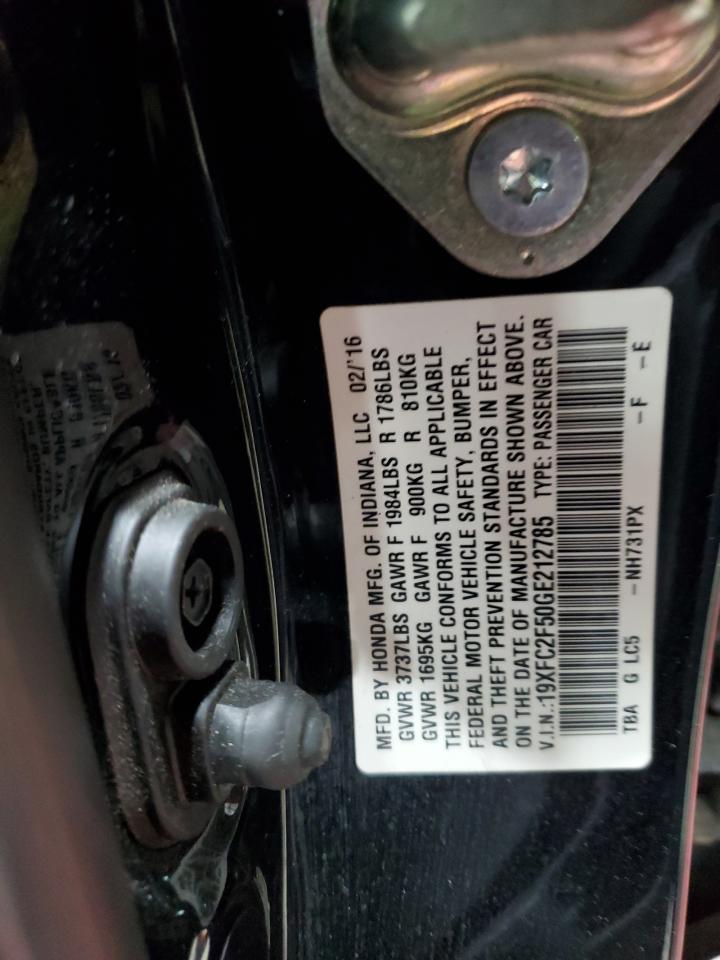 MFD. BY HONDA MFG. OF INDIANA, LLC 02/'16
GVWR 3737LBS GAWR F 1984LBS R 1786LBS
GVWR 1695KG GAWR F 900KG R 810KG
THIS VEHICLE CONFORMS TO ALL APPLICABLE
FEDERAL MOTOR VEHICLE SAFETY, BUMPER,
AND THEFT PREVENTION STANDARDS IN EFFECT
ON THE DATE OF MANUFACTURE SHOWN ABOVE.
V.I.N.:19XFC2F50GE212785 TYPE: PASSENGER CAR
TBA G LC5 -NH731PX -F -E